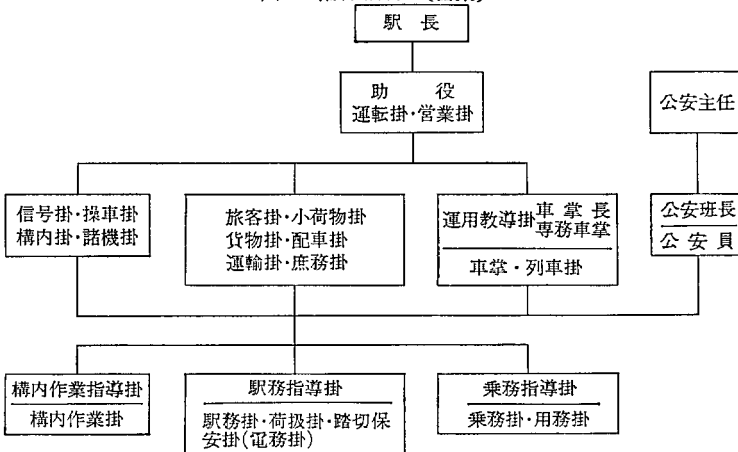 駅長
助役
運転掛・営業掛
公安主任
信号掛・操車掛
構内掛・諸機掛
旅客掛・小荷物掛
貨物掛・配車掛
運輸掛・庶務掛
運用教導掛 車掌長
専務車掌
車掌・列車掛
公安班長
公安員
構内作業指導掛
構内作業掛
駅務指導掛
駅務掛・荷扱掛・踏切保
安掛(電務掛)
乗務指導掛
乗務掛・用務掛